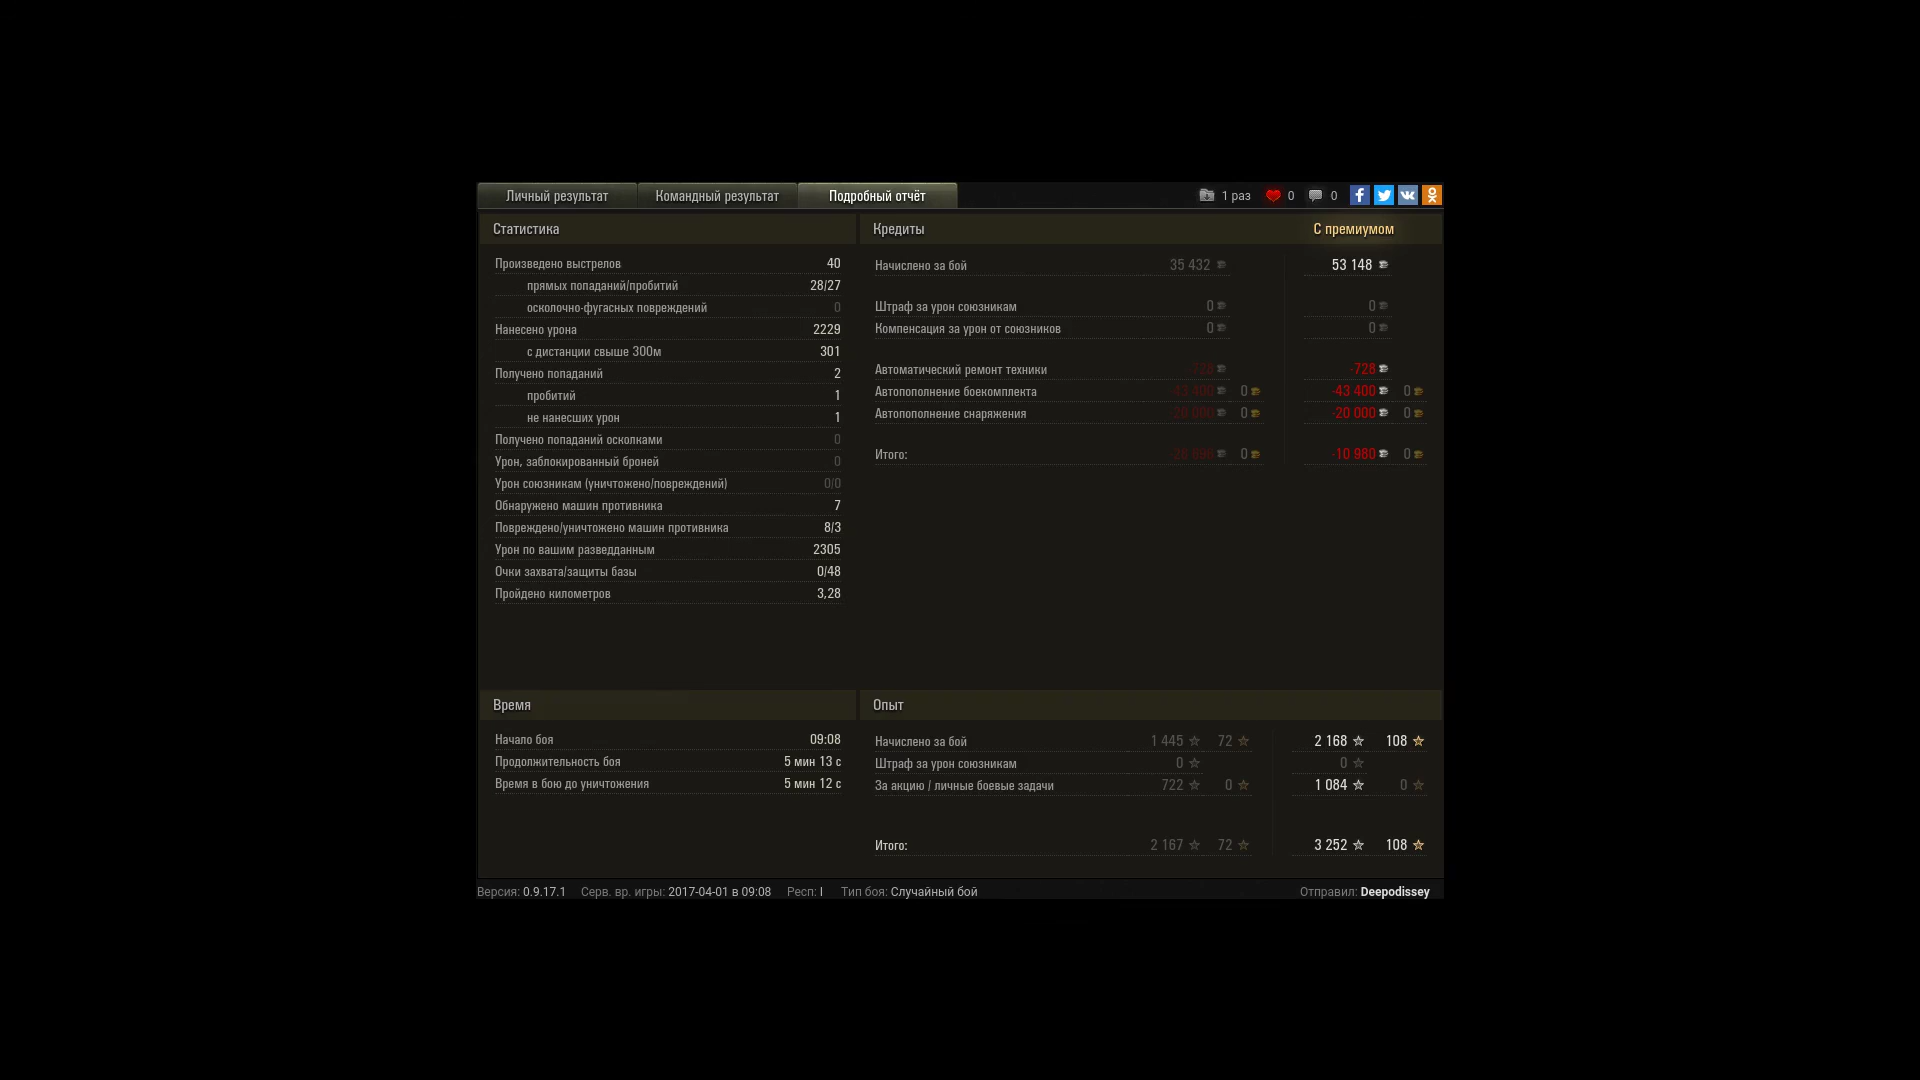 Личный результат Командный результат Подробный отчёт 1 раз 0 0
Статистика
Произведено выстрелов 40
прямых попаданий/пробитий 28/27
осколочно-фугасных повреждений 0
Нанесено урона 2229
с дистанции свыше 300м 301
Получено попаданий 2
пробитий 1
не нанесших урон 1
Получено попаданий осколками 0
Урон, заблокированный броней 0
Урон союзникам (уничтожено/повреждений) 0/0
Обнаружено машин противника 7
Повреждено/уничтожено машин противника 8/3
Урон по вашим разведданным 2305
Очки захвата/защиты базы 0/48
Пройдено километров 3,28
Кредиты С премиумом
Начислено за бой 35 432 53 148
Штраф за урон союзникам 0 0
Компенсация за урон от союзников 0 0
Автоматический ремонт техники -728 -728
Автопополнение боекомплекта -43 400 0 -43 400 0
Автопополнение снаряжения -20 000 0 -20 000 0
Итого: 0 -10 980 0
Время
Начало боя 09:08
Продолжительность боя 5 мин 13 с
Время в бою до уничтожения 5 мин 12 с
Опыт
Начислено за бой 1 445 72 2 168 108
Штраф за урон союзникам 0 0
За акцию / личные боевые задачи 722 0 1 084 0
Итого: 2 167 72 3 252 108
Версия: 0.9.17.1 Серв. вр. игры: 2017-04-01 в 09:08 Респ: I Тип боя: Случайный бой Отправил: Deepodissey